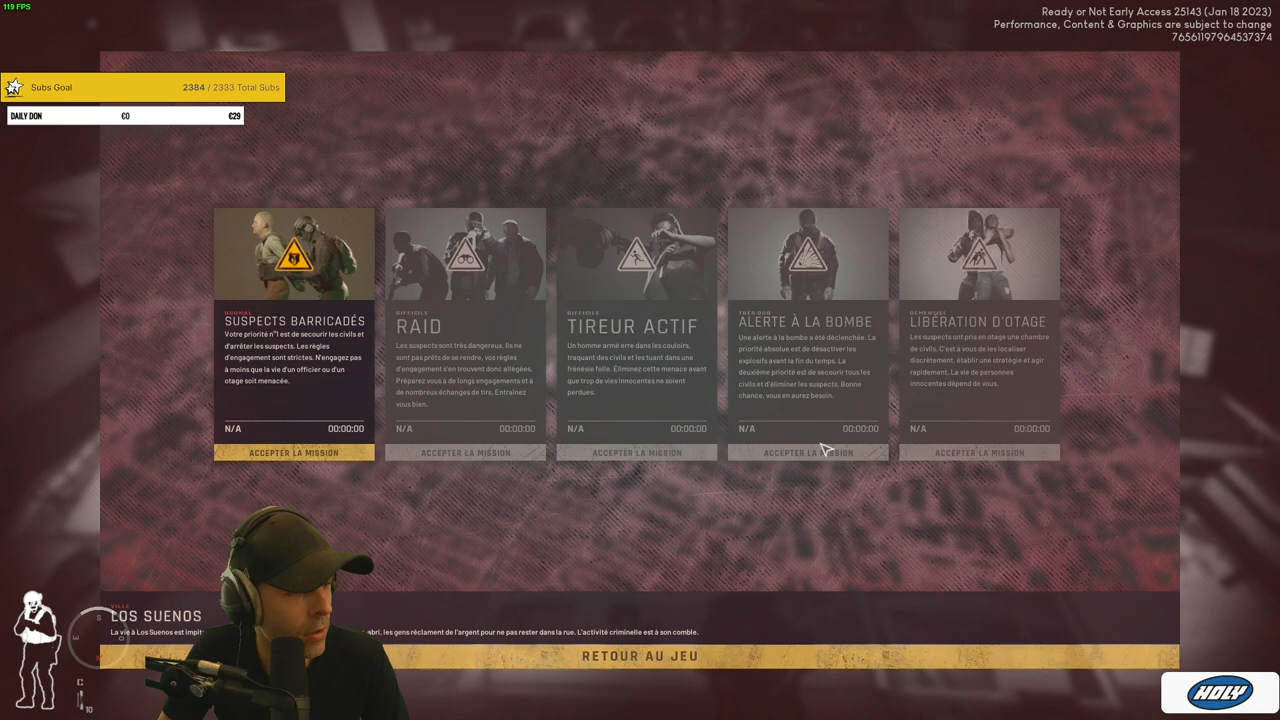 119 FPS
Ready or Not Early Access 25143 (Jan 18 2023)
Performance, Content & Graphics are subject to change
76561197964537374
Subs Goal 2384 / 2333 Total Subs
DAILY DON €0 €29
NORMAL
SUSPECTS BARRICADÉS
Votre priorité n°1 est de secourir les civils et
d'arrêter les suspects. Les règles
d'engagement sont strictes. N'engagez pas
à moins que la vie d'un officier ou d'un
otage soit menacée.
N/A 00:00:00
ACCEPTER LA MISSION
DIFFICILE
RAID
Les suspects sont très dangereux. Ils ne
sont pas prêts de se rendre, vos règles
d'engagement s'en trouvent donc allégées.
Préparez vous à de longs engagements et à
de nombreux échanges de tirs. Entraînez
vous bien.
N/A 00:00:00
ACCEPTER LA MISSION
DIFFICILE
TIREUR ACTIF
Un homme armé erre dans les couloirs,
traquant des civils et les tuant dans une
frénésie folle. Éliminez cette menace avant
que trop de vies innocentes ne soient
perdues.
N/A 00:00:00
ACCEPTER LA MISSION
TRÈS DUR
ALERTE À LA BOMBE
Une alerte à la bombe a été déclenchée. La
priorité absolue est de désactiver les
explosifs avant la fin du temps. La
deuxième priorité est de secourir tous les
civils et d'éliminer les suspects. Bonne
chance, vous en aurez besoin.
N/A 00:00:00
ACCEPTER LA MISSION
LIBÉRATION D'OTAGE
Les suspects ont pris en otage une chambre
de civils. C'est à vous de les localiser
discrètement, établir une stratégie et agir
rapidement. La vie de personnes
innocentes dépend de vous.
N/A 00:00:00
ACCEPTER LA MISSION
VILLE
LOS SUENOS
La vie à Los Suenos est abri, les gens réclament de l'argent pour ne pas rester dans la rue. L'activité criminelle est à son comble.
RETOUR AU JEU
S
E
O
N
C
10
HOLY